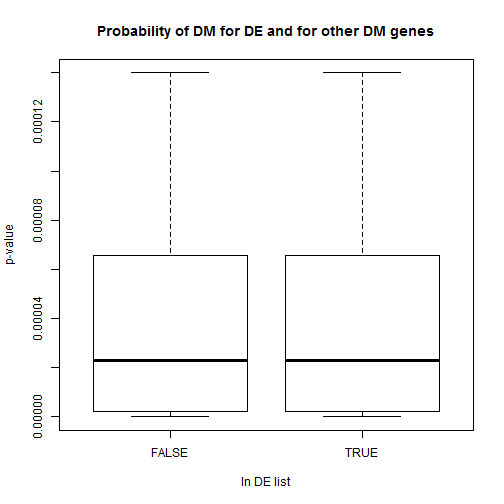 Probability of DM for DE and for other DM genes
0.00012
0.00008
0.00004
0.00000
p-value
FALSE
TRUE
In DE list